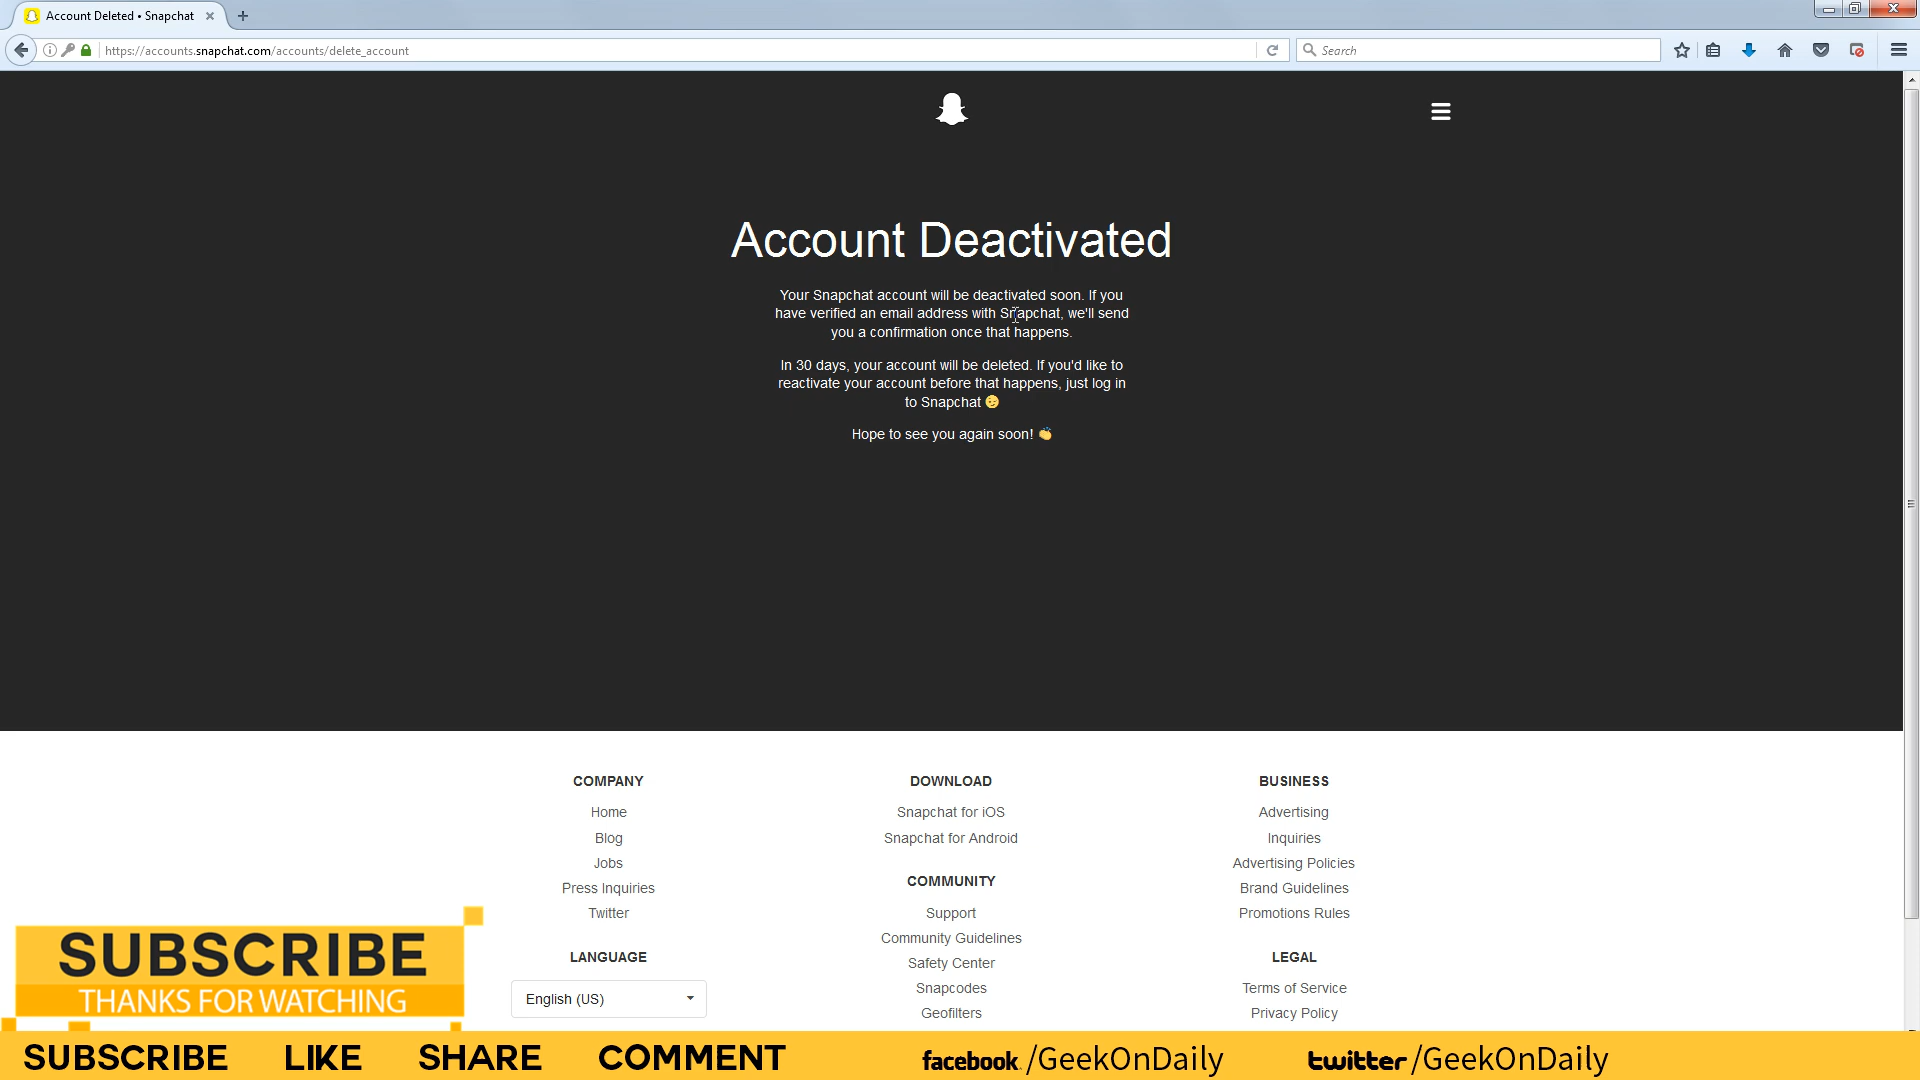 Account Deleted • Snapchat
https://accounts.snapchat.com/accounts/delete_account
Search
Account Deactivated
Your Snapchat account will be deactivated soon. If you
have verified an email address with Snapchat, we'll send
you a confirmation once that happens.
In 30 days, your account will be deleted. If you'd like to
reactivate your account before that happens, just log in
to Snapchat 😉
Hope to see you again soon! 👏
COMPANY
Home
Blog
Jobs
Press Inquiries
Twitter
LANGUAGE
English (US)
DOWNLOAD
Snapchat for iOS
Snapchat for Android
COMMUNITY
Support
Community Guidelines
Safety Center
Snapcodes
Geofilters
BUSINESS
Advertising
Inquiries
Advertising Policies
Brand Guidelines
Promotions Rules
LEGAL
Terms of Service
Privacy Policy
SUBSCRIBE
THANKS FOR WATCHING
SUBSCRIBE LIKE SHARE COMMENT facebook /GeekOnDaily twitter /GeekOnDaily